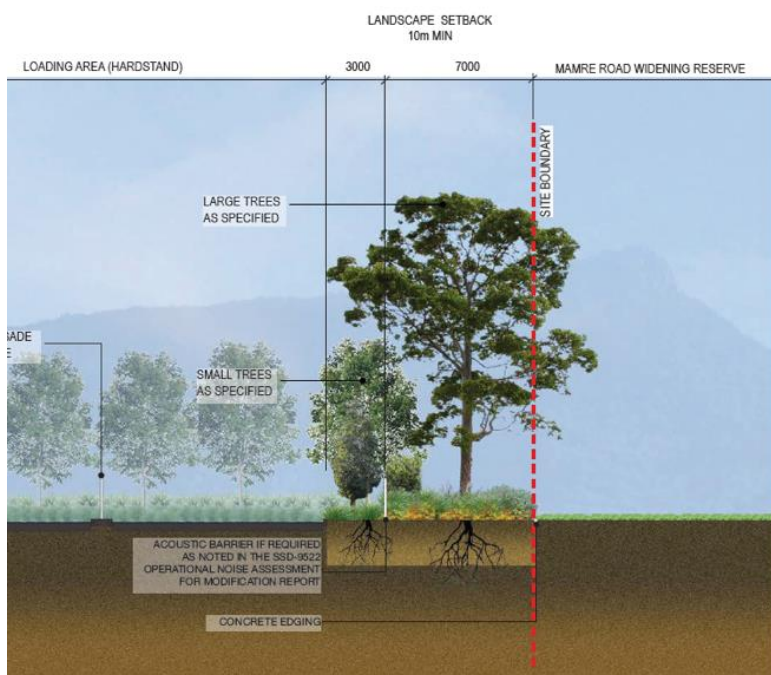 LANDSCAPE SETBACK
10m MIN
LOADING AREA (HARDSTAND)
3000
7000
MAMRE ROAD WIDENING RESERVE
SITE BOUNDARY
LARGE TREES
AS SPECIFIED
SMALL TREES
AS SPECIFIED
ACOUSTIC BARRIER IF REQUIRED
AS NOTED IN THE SSD-9522
OPERATIONAL NOISE ASSESSMENT
FOR MODIFICATION REPORT
CONCRETE EDGING